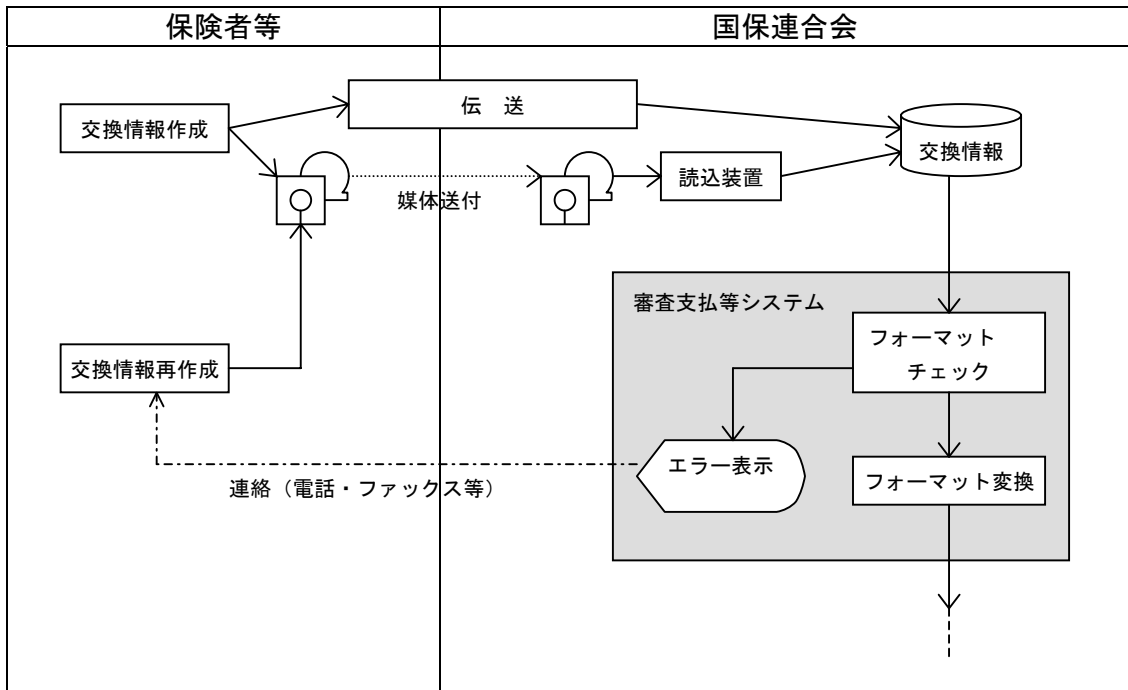 保険者等
国保連合会
伝　送
交換情報作成
交換情報
読込装置
媒体送付
審査支払等システム
フォーマット
チェック
交換情報再作成
エラー表示
フォーマット変換
連絡（電話・ファックス等）